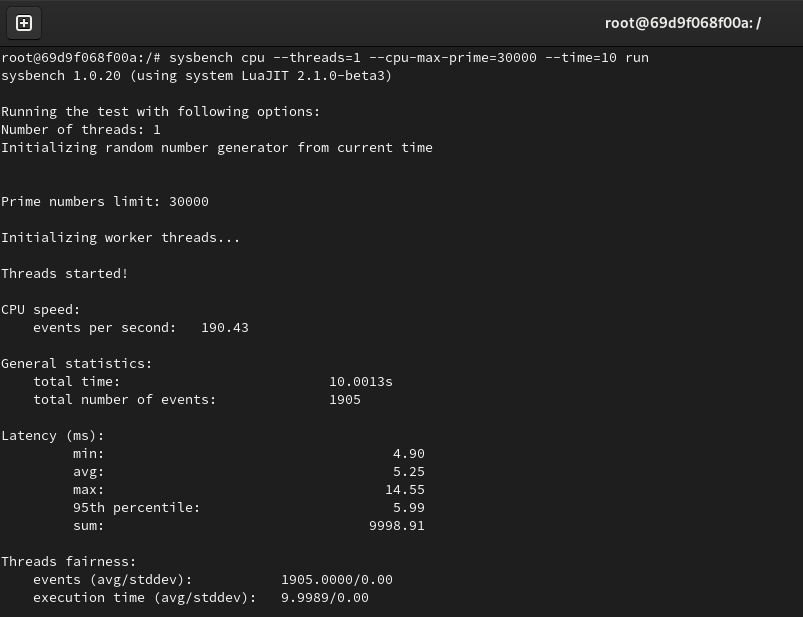 root@69d9f068f00a: /
root@69d9f068f00a:/# sysbench cpu --threads=1 --cpu-max-prime=30000 --time=10 run
sysbench 1.0.20 (using system LuaJIT 2.1.0-beta3)
Running the test with following options:
Number of threads: 1
Initializing random number generator from current time
Prime numbers limit: 30000
Initializing worker threads...
Threads started!
CPU speed:
events per second: 190.43
General statistics:
total time: 10.0013s
total number of events: 1905
Latency (ms):
min: 4.90
avg: 5.25
max: 14.55
95th percentile: 5.99
sum: 9998.91
Threads fairness:
events (avg/stddev): 1905.0000/0.00
execution time (avg/stddev): 9.9989/0.00